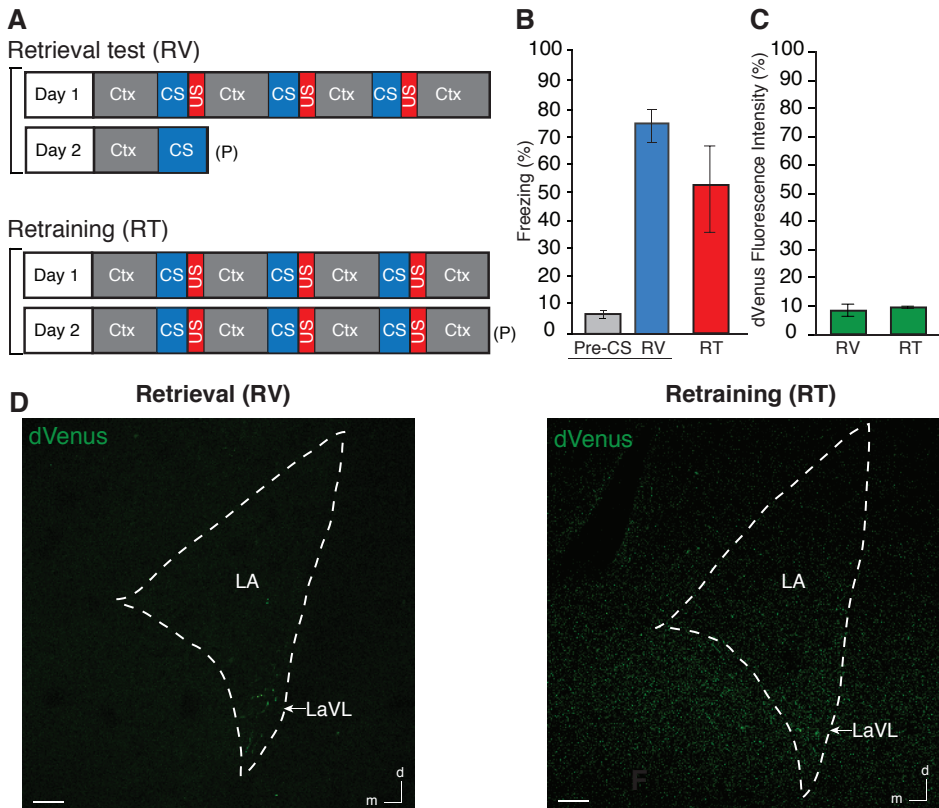 A
Retrieval test (RV)
Day 1 Ctx CS US Ctx CS US Ctx CS US Ctx
Day 2 Ctx CS (P)
Retraining (RT)
Day 1 Ctx CS US Ctx CS US Ctx CS US Ctx
Day 2 Ctx CS US Ctx CS US Ctx CS US Ctx (P)
B
Freezing (%)
100
90
80
70
60
50
40
30
20
10
0
Pre-CS RV RT
C
dVenus Fluorescence Intensity (%)
100
90
80
70
60
50
40
30
20
10
0
RV RT
D
Retrieval (RV)
dVenus
LA
LaVL
d
m
Retraining (RT)
dVenus
LA
LaVL
F
d
m